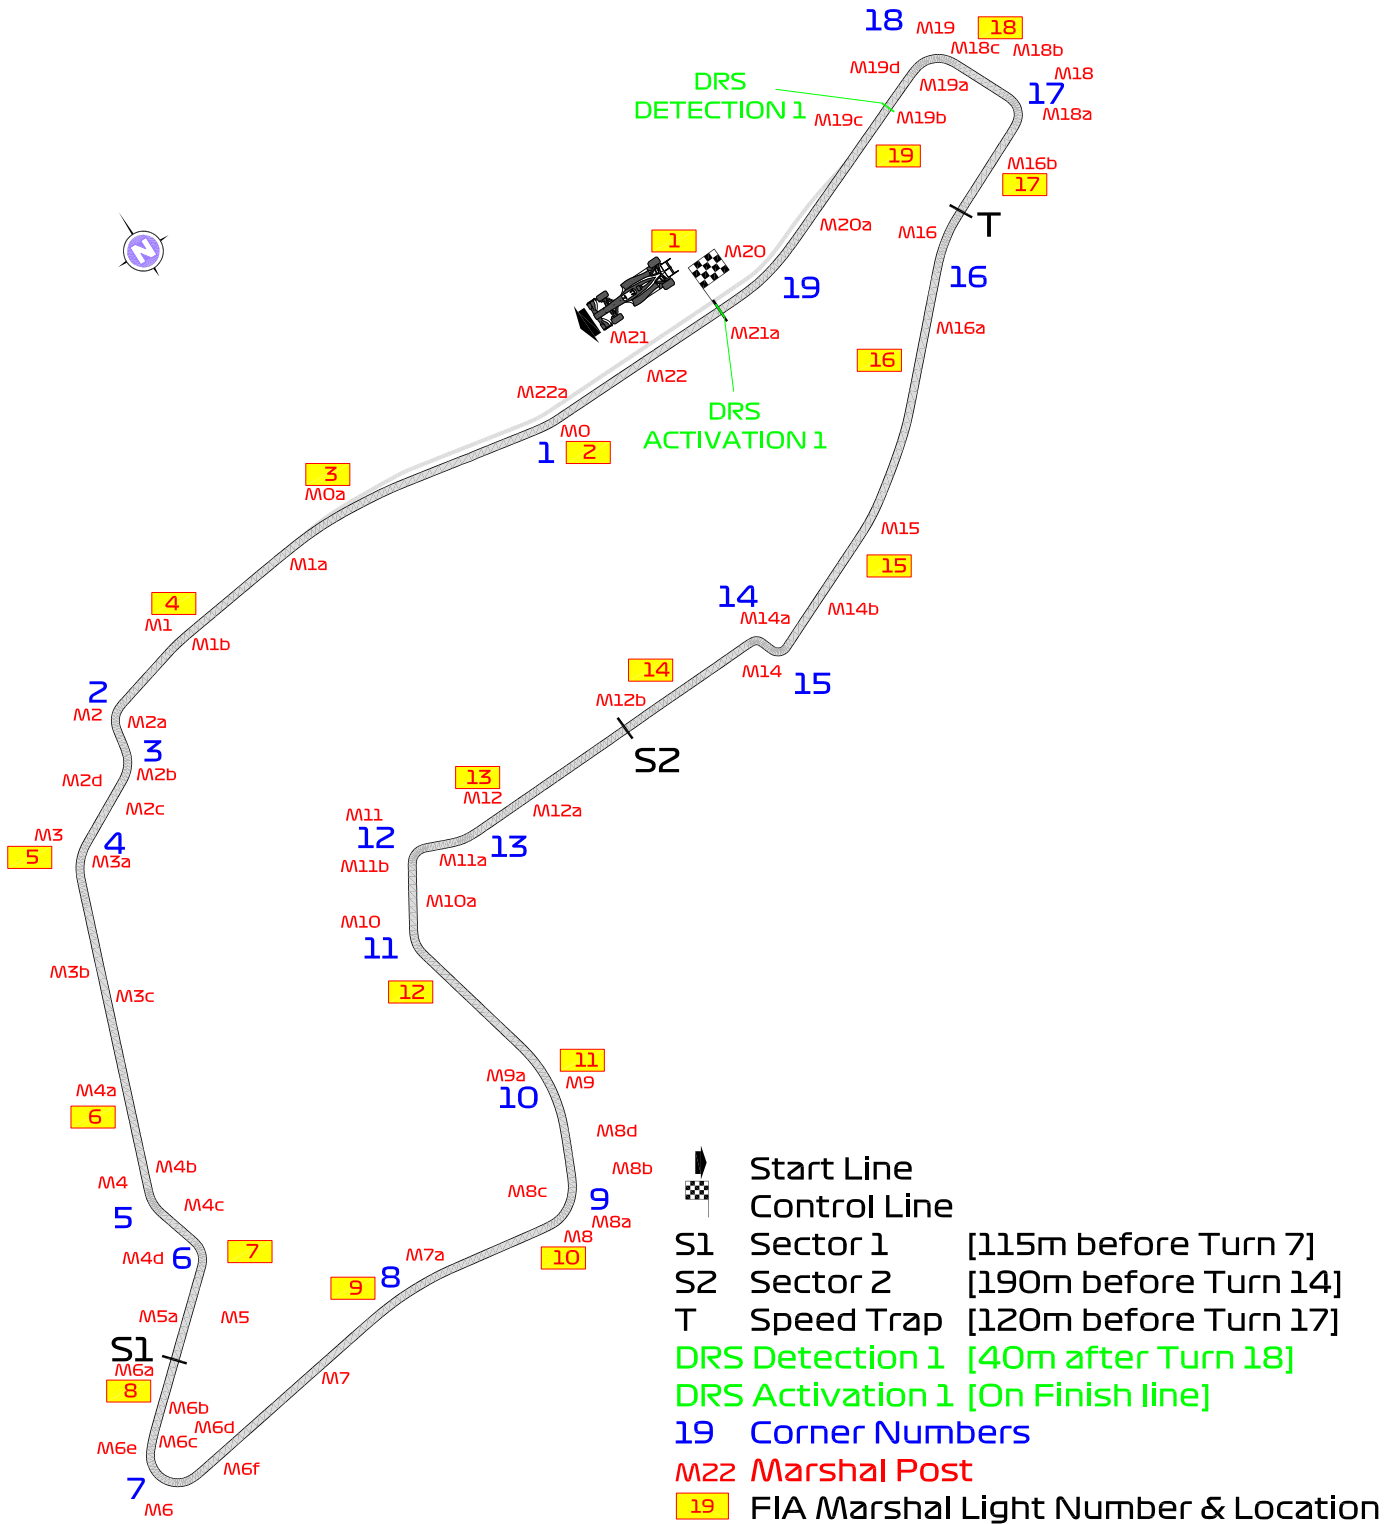 18
M19
18
M18c
M18b
M19d
M18
DRS
DETECTION 1
M19a
17
M18a
M19c
M19b
19
M16b
17
M20a
M16
T
1
M20
N
19
16
M21
M21a
M16a
16
M22
M22a
DRS
ACTIVATION 1
M0
1
2
3
M0a
M15
M1a
15
4
14
M14a
M14b
M1
M1b
14
M14
15
2
M12b
M2
M2a
3
S2
M2d
M2b
13
M12
M2c
M11
M12a
M3
4
12
13
5
M3a
M11b
M11a
M10a
M10
11
M3b
12
M3c
11
M9a
M9
M4a
10
6
M8d
M4b
M8b
M4
M8c
9
M4c
5
M8a
M8
7
M4d
6
M7a
10
8
9
M5a
M5
S1
M6a
M7
8
M6b
M6d
M6e
M6c
M6f
7
M6
Start Line
Control Line
S1 Sector 1 [115m before Turn 7]
S2 Sector 2 [190m before Turn 14]
T Speed Trap [120m before Turn 17]
DRS Detection 1 [40m after Turn 18]
DRS Activation 1 [On Finish line]
19 Corner Numbers
M22 Marshal Post
19 FIA Marshal Light Number & Location